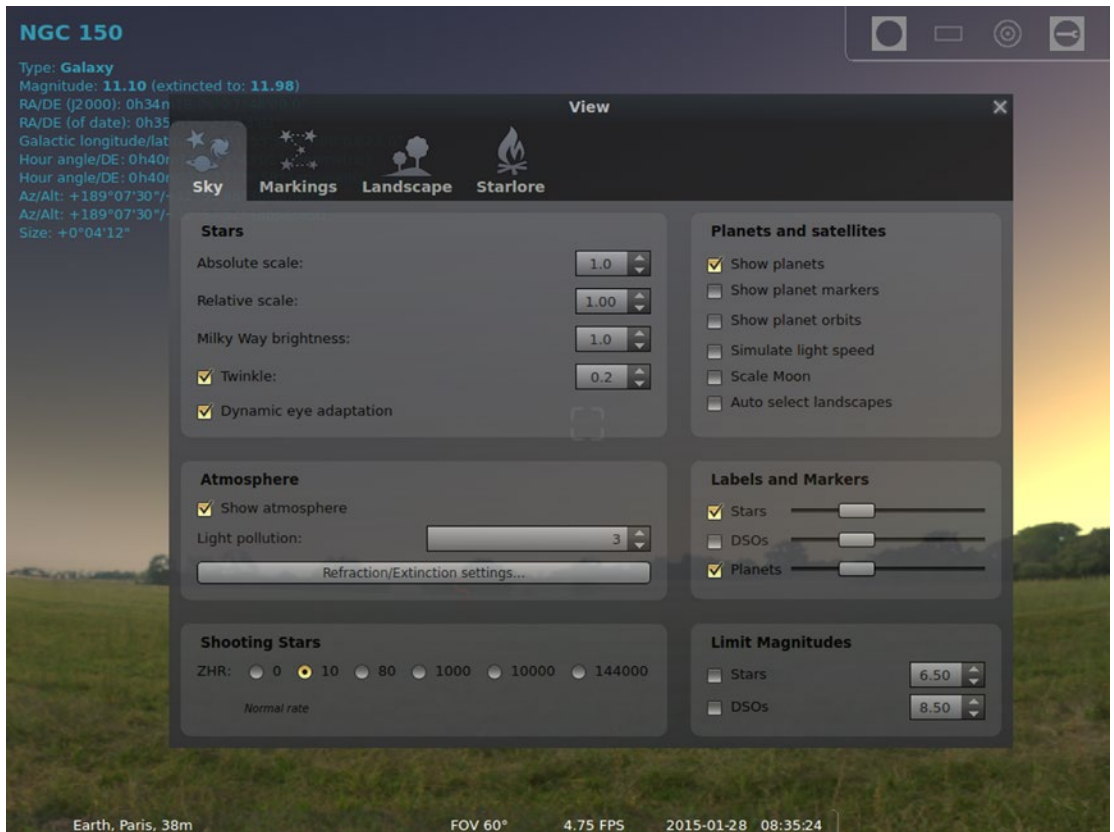 NGC 150
Type: Galaxy
Magnitude: 11.10 (extincted to: 11.98)
RA/DE (J2000): 0h34m
RA/DE (of date): 0h35
Galactic longitude/lat
Hour angle/DE: 0h40m
Hour angle/DE: 0h40m
Az/Alt: +189°07'30"/
Az/Alt: +189°07'30"/
Size: +0°04'12"
View
Sky Markings Landscape Starlore
Stars
Absolute scale: 1.0
Relative scale: 1.00
Milky Way brightness: 1.0
Twinkle: 0.2
Dynamic eye adaptation
Planets and satellites
Show planets
Show planet markers
Show planet orbits
Simulate light speed
Scale Moon
Auto select landscapes
Atmosphere
Show atmosphere
Light pollution: 3
Refraction/Extinction settings...
Labels and Markers
Stars
DSOs
Planets
Shooting Stars
ZHR: 0 10 80 1000 10000 144000
Normal rate
Limit Magnitudes
Stars 6.50
DSOs 8.50
Earth, Paris, 38m FOV 60° 4.75 FPS 2015-01-28 08:35:24